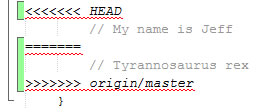 <<<<<<< HEAD
// My name is Jeff
=======
// Tyrannosaurus rex
>>>>>>> origin/master
}